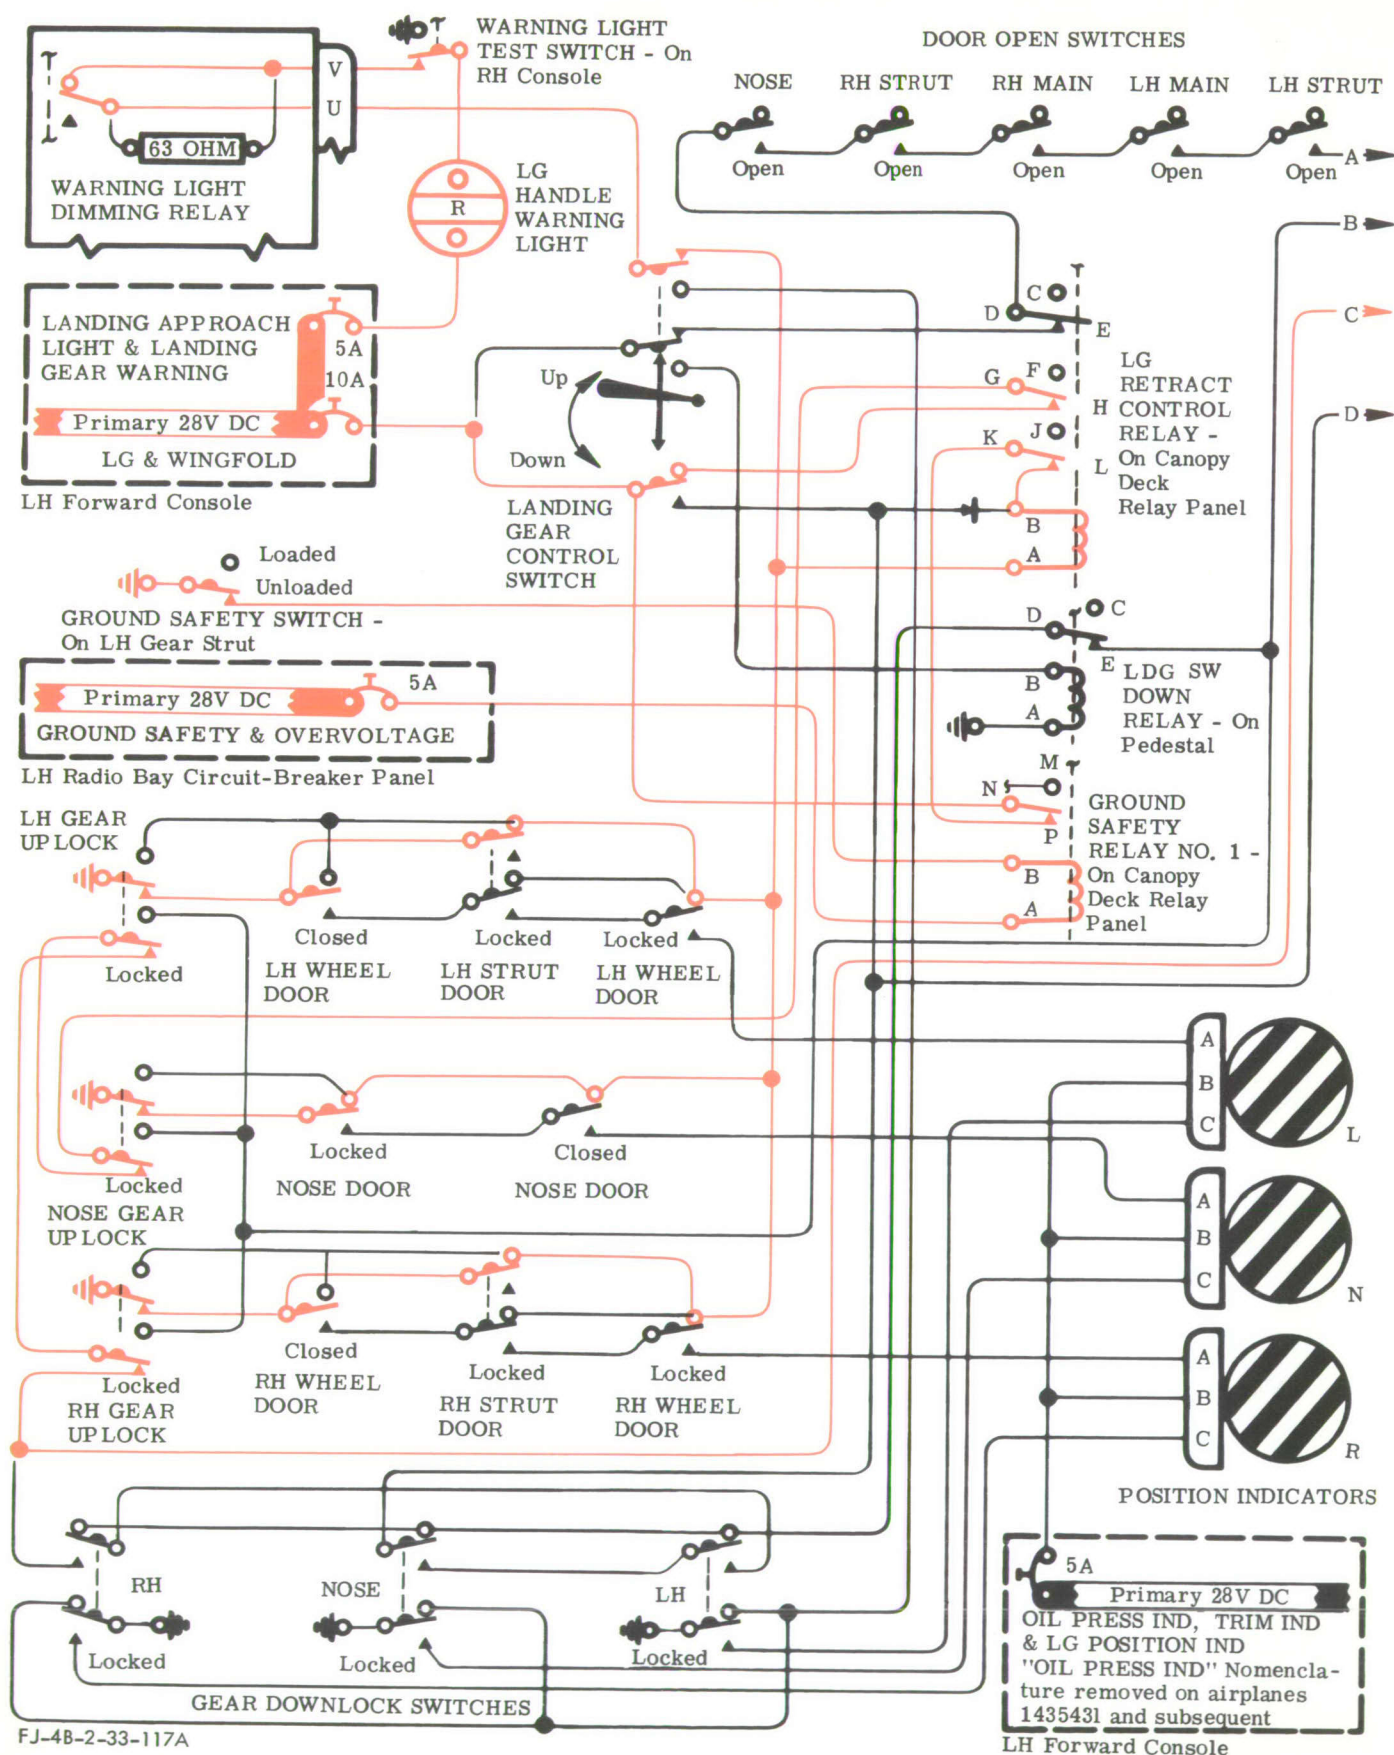 WARNING LIGHT
TEST SWITCH - On
RH Console
V
U
63 OHM
WARNING LIGHT
DIMMING RELAY
LG
HANDLE
WARNING
LIGHT
R
DOOR OPEN SWITCHES
NOSE
RH STRUT
RH MAIN
LH MAIN
LH STRUT
Open
Open
Open
Open
Open
A
B
C
D
LANDING APPROACH
LIGHT & LANDING
GEAR WARNING
5A
10A
Primary 28V DC
LG & WINGFOLD
LH Forward Console
Up
Down
LANDING
GEAR
CONTROL
SWITCH
C
D
E
F
G
H
J
K
L
B
A
LG
RETRACT
CONTROL
RELAY -
On Canopy
Deck
Relay Panel
Loaded
Unloaded
GROUND SAFETY SWITCH -
On LH Gear Strut
5A
Primary 28V DC
GROUND SAFETY & OVERVOLTAGE
LH Radio Bay Circuit-Breaker Panel
C
D
E
B
A
LDG SW
DOWN
RELAY - On
Pedestal
M
N
P
B
A
GROUND
SAFETY
RELAY NO. 1 -
On Canopy
Deck Relay
Panel
LH GEAR
UPLOCK
Locked
Closed
LH WHEEL
DOOR
Locked
LH STRUT
DOOR
Locked
LH WHEEL
DOOR
Locked
NOSE GEAR
UPLOCK
Locked
NOSE DOOR
Closed
NOSE DOOR
Locked
RH GEAR
UPLOCK
Closed
RH WHEEL
DOOR
Locked
RH STRUT
DOOR
Locked
RH WHEEL
DOOR
A
B
C
L
A
B
C
N
A
B
C
R
POSITION INDICATORS
RH
NOSE
LH
Locked
Locked
Locked
GEAR DOWNLOCK SWITCHES
5A
Primary 28V DC
OIL PRESS IND, TRIM IND
& LG POSITION IND
"OIL PRESS IND" Nomencla-
ture removed on airplanes
1435431 and subsequent
LH Forward Console
FJ-4B-2-33-117A